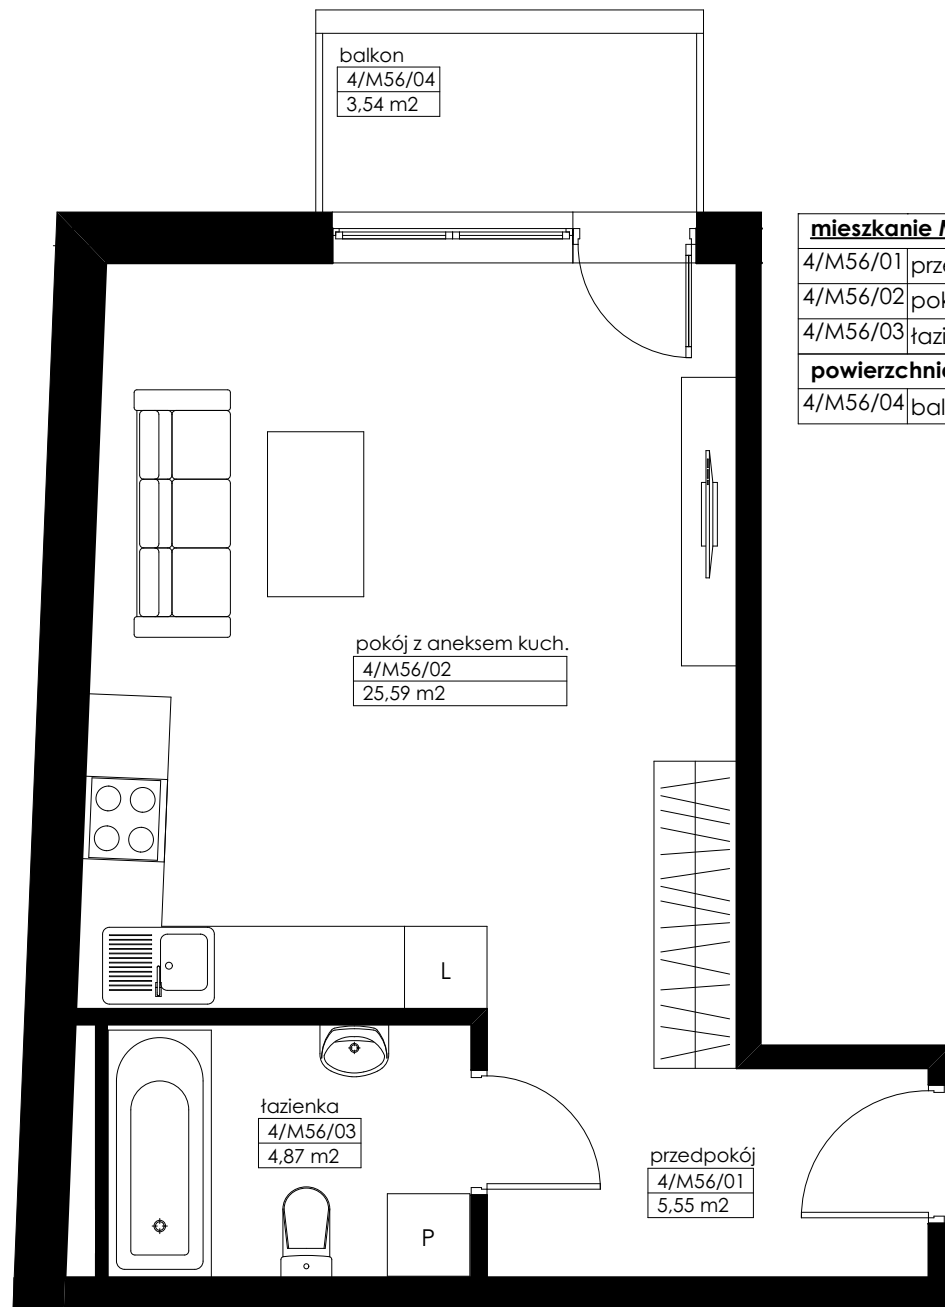 balkon
4/M56/04
3,54 m2
mieszkanie
4/M56/01
4/M56/02
4/M56/03
4/M56/04
pokój z aneksem kuch.
4/M56/02
25,59 m2
L
łazienka
4/M56/03
4,87 m2
przedpokój
4/M56/01
5,55 m2
P